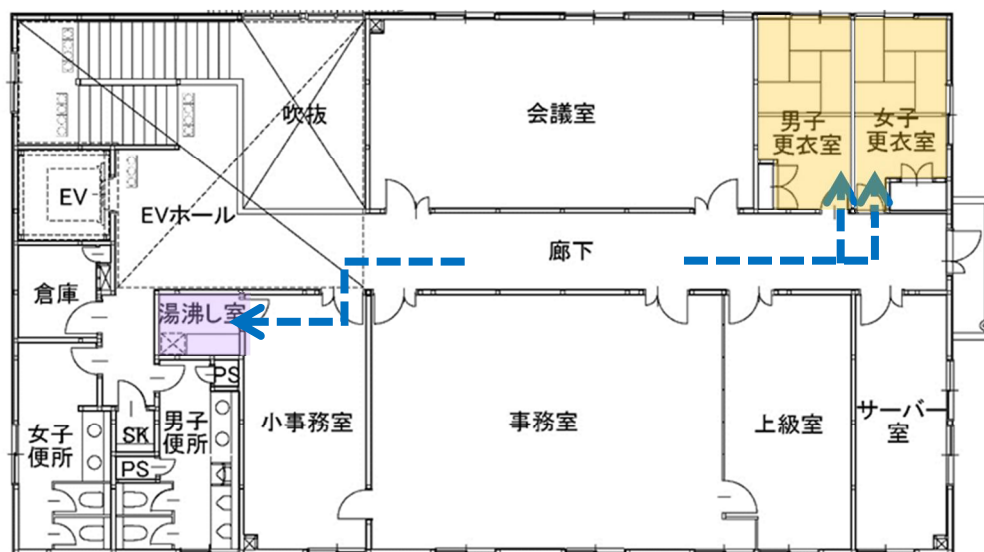 吹抜
会議室
男子
更衣室
女子
更衣室
EV
EVホール
廊下
倉庫
湯沸し室
PS
小事務室
事務室
上級室
サーバー
室
女子
便所
SK
男子
便所
PS